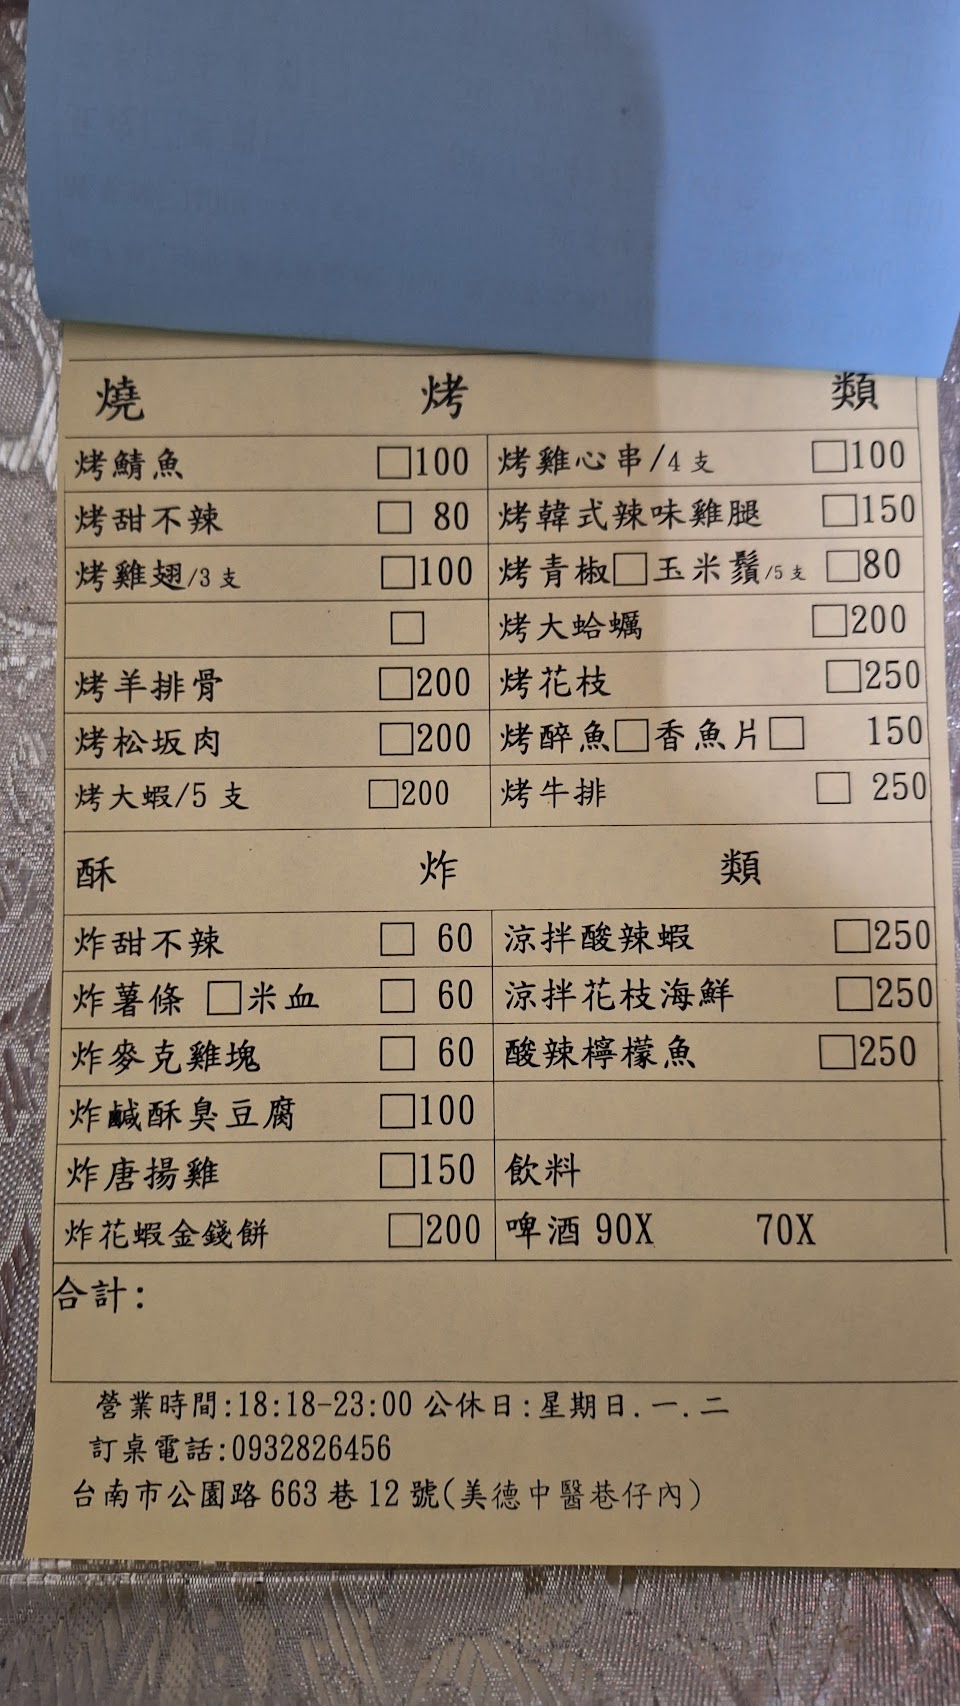 燒 烤 類
烤鯖魚 □100 烤雞心串/4支 □100
烤甜不辣 □ 80 烤韓式辣味雞腿 □150
烤雞翅/3支 □100 烤青椒□玉米鬚/5支 □80
□ 烤大蛤蠣 □200
烤羊排骨 □200 烤花枝 □250
烤松坂肉 □200 烤醉魚□香魚片□ 150
烤大蝦/5支 □200 烤牛排 □ 250
酥 炸 類
炸甜不辣 □ 60 涼拌酸辣蝦 □250
炸薯條 □米血 □ 60 涼拌花枝海鮮 □250
炸麥克雞塊 □ 60 酸辣檸檬魚 □250
炸鹹酥臭豆腐 □100
炸唐揚雞 □150 飲料
炸花蝦金錢餅 □200 啤酒 90X 70X
合計:
營業時間:18:18-23:00 公休日:星期日.一.二
訂桌電話:0932826456
台南市公園路 663 巷 12 號(美德中醫巷仔內)